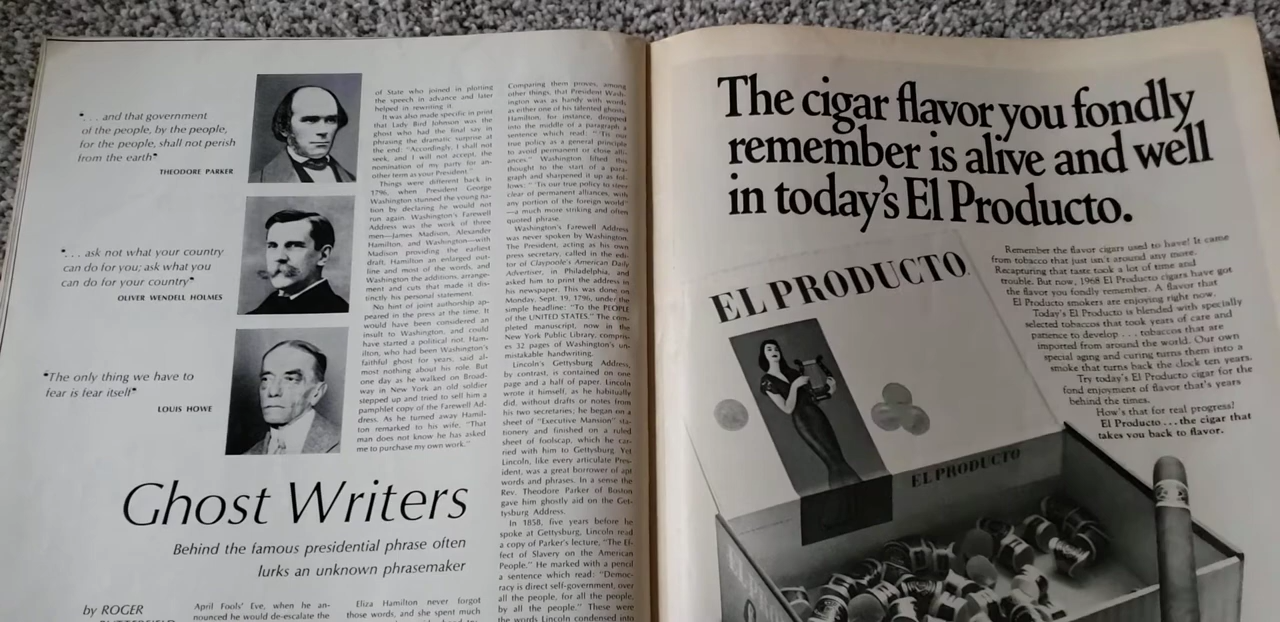 "... and that government
of the people, by the people,
for the people, shall not perish
from the earth"
THEODORE PARKER
"... ask not what your country
can do for you; ask what you
can do for your country"
OLIVER WENDELL HOLMES
"The only thing we have to
fear is fear itself"
LOUIS HOWE
Ghost Writers
Behind the famous presidential phrase often
lurks an unknown phrasemaker
by ROGER
April Fools' Eve, when he an-
nounced he would de-escalate the
of State who joined in plotting
the speech in advance and later
helped in rewriting it.
It was also made specific in print
that Lady Bird Johnson was the
ghost who had the final say in
phrasing the dramatic surprise at
the end: "Accordingly, I shall not
seek, and I will not accept, the
nomination of my party for an-
other term as your President."
Things were different back in
1796, when President George
Washington stunned the young na-
tion by declaring he would not
run again. Washington's Farewell
Address was the work of three
men—James Madison, Alexander
Hamilton, and Washington—with
Madison providing the earliest
draft, Hamilton an enlarged out-
line and most of the words, and
Washington the additions, arrange-
ment and cuts that made it dis-
tinctly his personal statement.
No hint of joint authorship ap-
peared in the press at the time. It
would have been considered an
insult to Washington, and could
have started a political riot. Ham-
ilton, who had been Washington's
faithful ghost for years, said al-
most nothing about his role. But
one day as he walked on Broad-
way in New York an old soldier
stepped up and tried to sell him a
pamphlet copy of the Farewell Ad-
dress. As he turned away Hamil-
ton remarked to his wife, "That
man does not know he has asked
me to purchase my own work."
Eliza Hamilton never forgot
those words, and she spent much
Comparing them proves, among
other things, that President Wash-
ington was as handy with words
as either one of his talented ghosts.
Hamilton, for instance, dropped
into the middle of a paragraph a
sentence which read: "'Tis our
true policy as a general principle
to avoid permanent or close alli-
ances." Washington lifted this
thought to the start of a para-
graph and sharpened it up as fol-
lows: "'Tis our true policy to steer
clear of permanent alliances, with
any portion of the foreign world"
—a much more striking and often
quoted phrase.
Washington's Farewell Address
was never spoken by Washington.
The President, acting as his own
press secretary, called in the edi-
tor of Claypoole's American Daily
Advertiser, in Philadelphia, and
asked him to print the address in
his newspaper. This was done on
Monday, Sept. 19, 1796, under the
simple headline: "To the PEOPLE
of the UNITED STATES." The com-
pleted manuscript, now in the
New York Public Library, compris-
es 32 pages of Washington's un-
mistakable handwriting.
Lincoln's Gettysburg Address,
by contrast, is contained on one
page and a half of paper. Lincoln
wrote it himself, as he habitually
did, without drafts or notes from
his two secretaries; he began on a
sheet of "Executive Mansion" sta-
tionery and finished on a ruled
sheet of foolscap, which he car-
ried with him to Gettysburg. Yet
Lincoln, like every articulate Pres-
ident, was a great borrower of apt
words and phrases. In a sense the
Rev. Theodore Parker of Boston
gave him ghostly aid on the Get-
tysburg Address.
In 1858, five years before he
spoke at Gettysburg, Lincoln read
a copy of Parker's lecture, "The Ef-
fect of Slavery on the American
People." He marked with a pencil
a sentence which read: "Democ-
racy is direct self-government, over
all the people, for all the people,
by all the people." These were
the words Lincoln condensed into
The cigar flavor you fondly
remember is alive and well
in today's El Producto.
Remember the flavor cigars used to have! It came
from tobacco that just isn't around any more.
Recapturing that taste took a lot of time and
trouble. But now, 1968 El Producto cigars have got
the flavor you fondly remember. A flavor that
El Producto smokers are enjoying right now.
Today's El Producto is blended with specially
selected tobaccos that took years of care and
patience to develop . . . tobaccos that are
imported from around the world. Our own
special aging and curing turns them into a
smoke that turns back the clock ten years.
Try today's El Producto cigar for the
fond enjoyment of flavor that's years
behind the times.
How's that for real progress!
El Producto . . . the cigar that
takes you back to flavor.
EL PRODUCTO
EL PRODUCTO